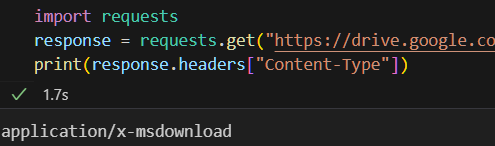 import requests
response = requests.get("https://drive.google.co
print(response.headers["Content-Type"])
1.7s
application/x-msdownload